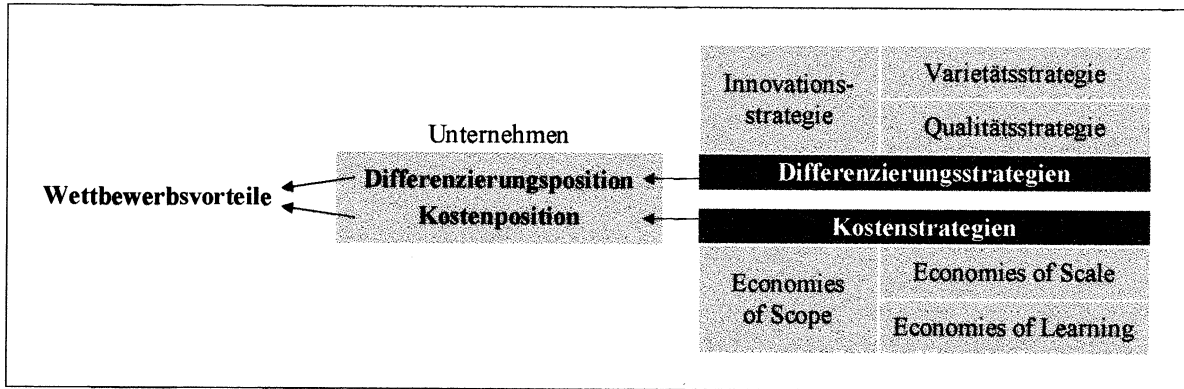 Innovations-
strategie
Varietätsstrategie
Qualitätsstrategie
Unternehmen
Differenzierungsposition
Differenzierungsstrategien
Wettbewerbsvorteile
Kostenposition
Kostenstrategien
Economies
of Scope
Economies of Scale
Economies of Learning